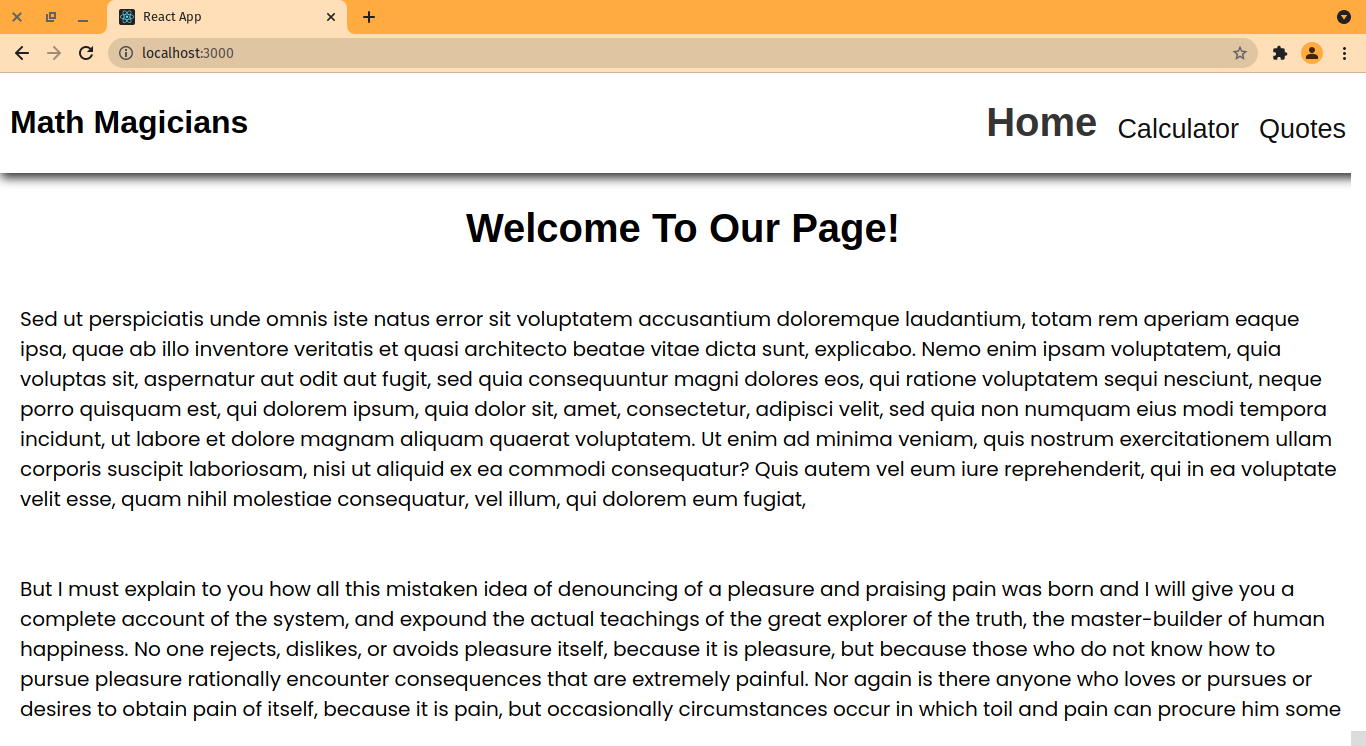 React App
localhost:3000
Math Magicians
Home Calculator Quotes
Welcome To Our Page!
Sed ut perspiciatis unde omnis iste natus error sit voluptatem accusantium doloremque laudantium, totam rem aperiam eaque
ipsa, quae ab illo inventore veritatis et quasi architecto beatae vitae dicta sunt, explicabo. Nemo enim ipsam voluptatem, quia
voluptas sit, aspernatur aut odit aut fugit, sed quia consequuntur magni dolores eos, qui ratione voluptatem sequi nesciunt, neque
porro quisquam est, qui dolorem ipsum, quia dolor sit, amet, consectetur, adipisci velit, sed quia non numquam eius modi tempora
incidunt, ut labore et dolore magnam aliquam quaerat voluptatem. Ut enim ad minima veniam, quis nostrum exercitationem ullam
corporis suscipit laboriosam, nisi ut aliquid ex ea commodi consequatur? Quis autem vel eum iure reprehenderit, qui in ea voluptate
velit esse, quam nihil molestiae consequatur, vel illum, qui dolorem eum fugiat,
But I must explain to you how all this mistaken idea of denouncing of a pleasure and praising pain was born and I will give you a
complete account of the system, and expound the actual teachings of the great explorer of the truth, the master-builder of human
happiness. No one rejects, dislikes, or avoids pleasure itself, because it is pleasure, but because those who do not know how to
pursue pleasure rationally encounter consequences that are extremely painful. Nor again is there anyone who loves or pursues or
desires to obtain pain of itself, because it is pain, but occasionally circumstances occur in which toil and pain can procure him some